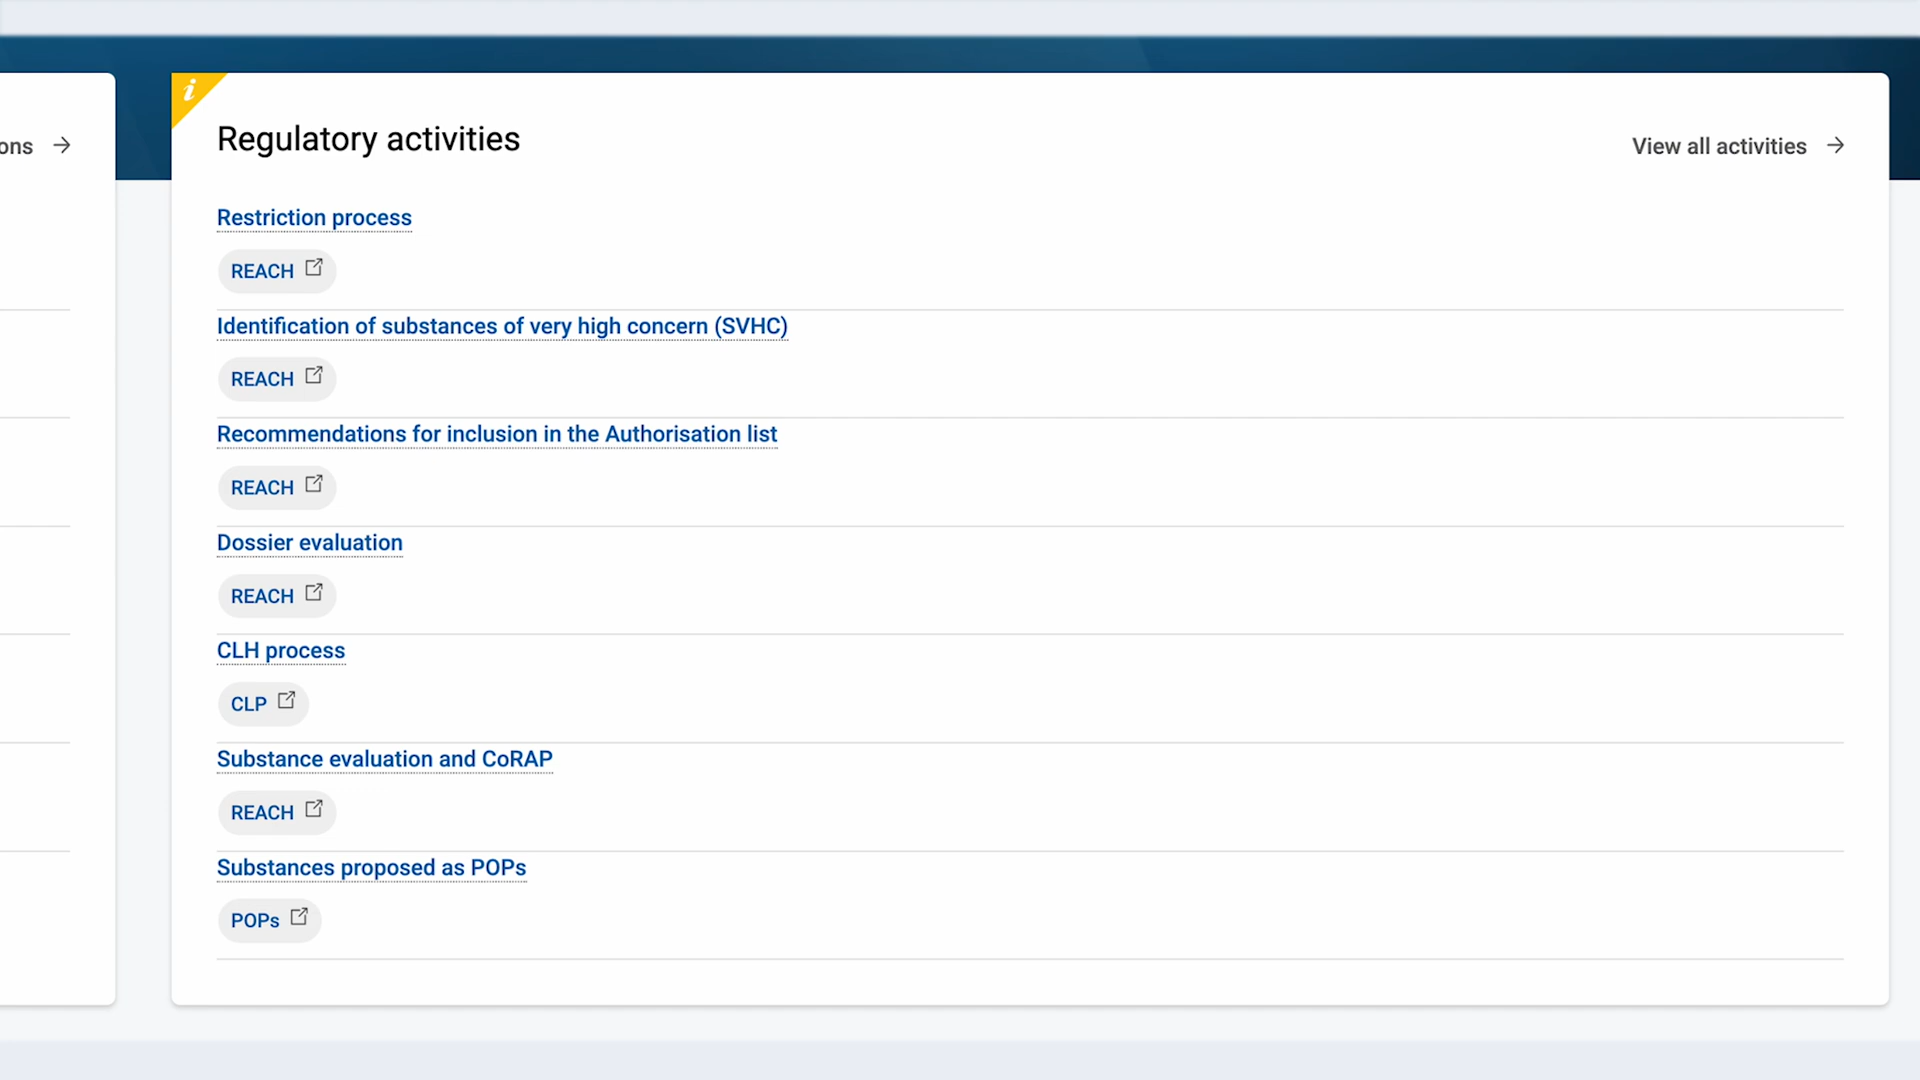 ons
i
Regulatory activities
View all activities
Restriction process
REACH
Identification of substances of very high concern (SVHC)
REACH
Recommendations for inclusion in the Authorisation list
REACH
Dossier evaluation
REACH
CLH process
CLP
Substance evaluation and CoRAP
REACH
Substances proposed as POPs
POPs